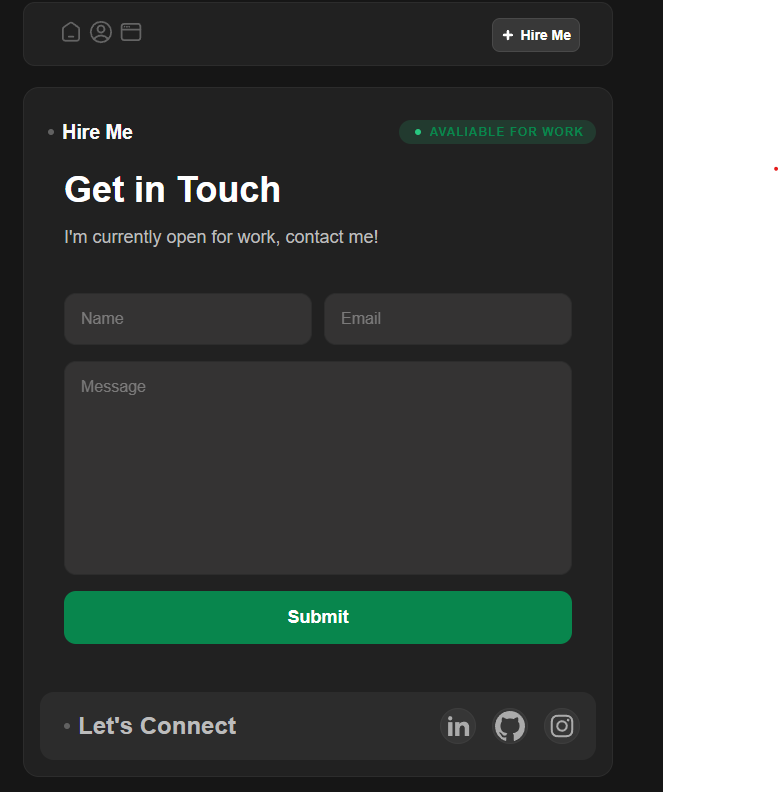 Hire Me
Hire Me
AVALIABLE FOR WORK
Get in Touch
I'm currently open for work, contact me!
Name
Email
Message
Submit
Let's Connect
in